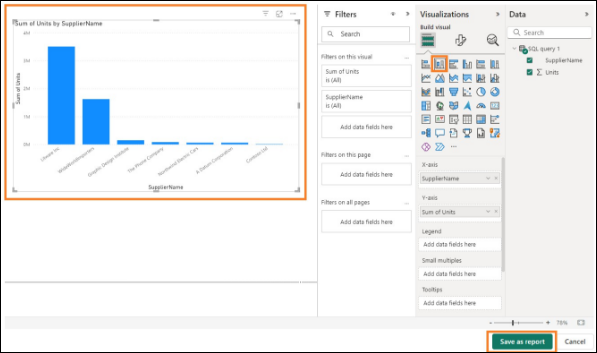 Sum of Units by SupplierName
Sum of Units
4M
3M
2M
1M
0M
Litware Inc.
WideWorldImporters
Graphic Design Institute
The Phone Company
Northwind Electric Cars
A Datum Corporation
Contoso Ltd
SupplierName
Filters
Search
Filters on this visual
Sum of Units
is (All)
SupplierName
is (All)
Add data fields here
Filters on this page
Add data fields here
Filters on all pages
Add data fields here
Visualizations
Build visual
X-axis
SupplierName
Y-axis
Sum of Units
Legend
Add data fields here
Small multiples
Add data fields here
Tooltips
Data
Search
SQL query 1
SupplierName
Units
Save as report
Cancel